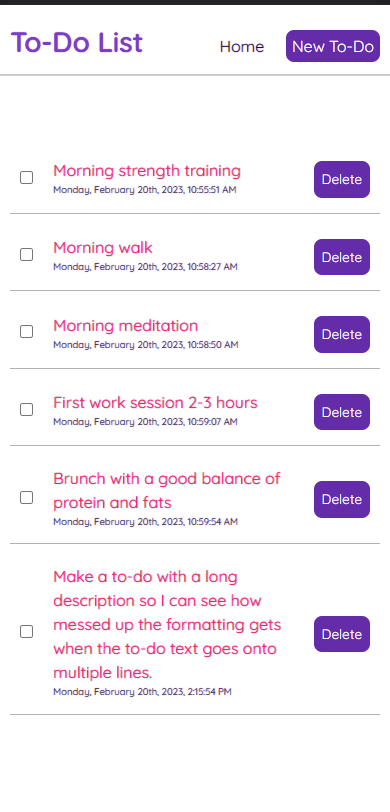 To-Do List
Home
New To-Do
Morning strength training
Monday, February 20th, 2023, 10:55:51 AM
Delete
Morning walk
Monday, February 20th, 2023, 10:58:27 AM
Delete
Morning meditation
Monday, February 20th, 2023, 10:58:50 AM
Delete
First work session 2-3 hours
Monday, February 20th, 2023, 10:59:07 AM
Delete
Brunch with a good balance of
protein and fats
Monday, February 20th, 2023, 10:59:54 AM
Delete
Make a to-do with a long
description so I can see how
messed up the formatting gets
when the to-do text goes onto
multiple lines.
Monday, February 20th, 2023, 2:15:54 PM
Delete